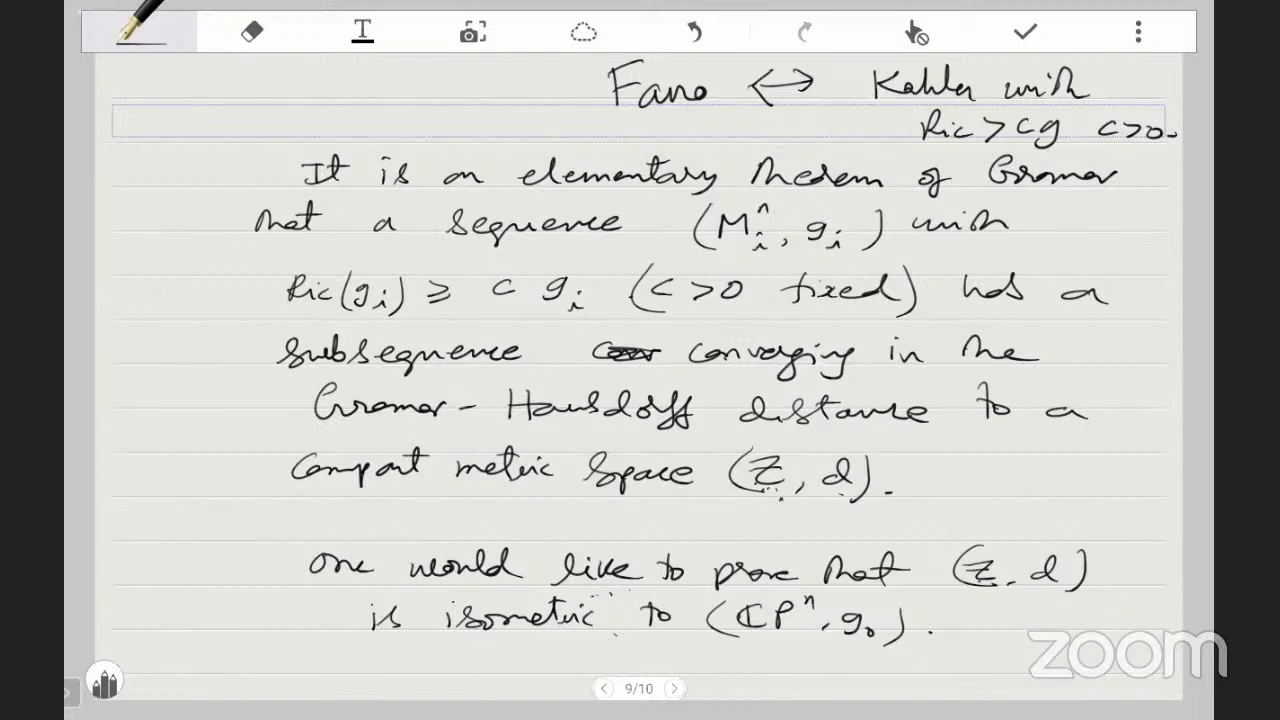 Fano ↔ Kahler with
Ric > cg c>0.
It is an elementary theorem of Gromov
that a sequence (M_i^n, g_i) with
Ric(g_i) ≥ c g_i (c>0 fixed) has a
subsequence converging in the
Gromov - Hausdorff distance to a
compact metric space (Z, d).
One would like to prove that (Z, d)
is isometric to (ℂP^n, g_0).
zoom
9/10